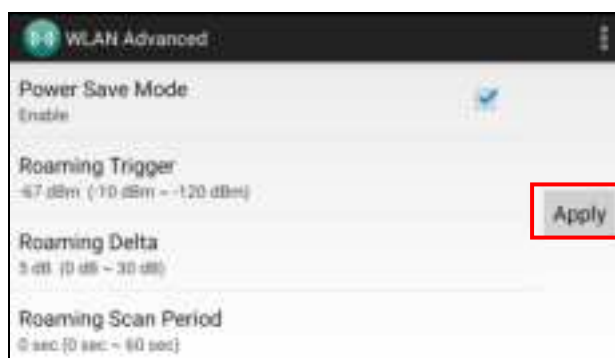 WLAN Advanced
Power Save Mode
Enable
Roaming Trigger
-67 dBm (-10 dBm ~ -120 dBm)
Apply
Roaming Delta
5 dB (0 dB ~ 30 dB)
Roaming Scan Period
0 sec (0 sec ~ 60 sec)